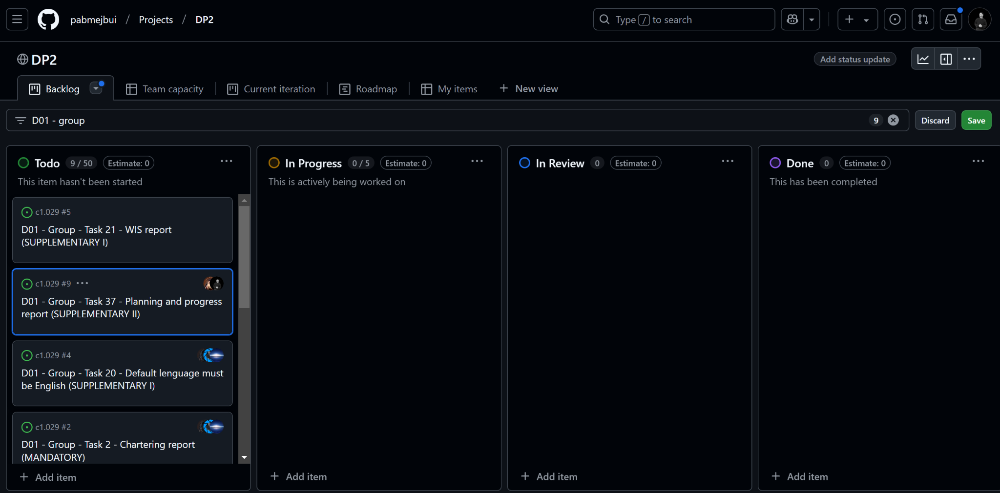 pabmejbui / Projects / DP2
Type / to search
DP2
Add status update
Backlog
Team capacity
Current iteration
Roadmap
My items
New view
D01 - group
9
Discard
Save
Todo 9 / 50 Estimate: 0
This item hasn't been started
c1.029 #5
D01 - Group - Task 21 - WIS report
(SUPPLEMENTARY I)
c1.029 #9
D01 - Group - Task 37 - Planning and progress
report (SUPPLEMENTARY II)
c1.029 #4
D01 - Group - Task 20 - Default lenguage must
be English (SUPPLEMENTARY I)
c1.029 #2
D01 - Group - Task 2 - Chartering report
(MANDATORY)
Add item
In Progress 0 / 5 Estimate: 0
This is actively being worked on
Add item
In Review 0 Estimate: 0
Add item
Done 0 Estimate: 0
This has been completed
Add item